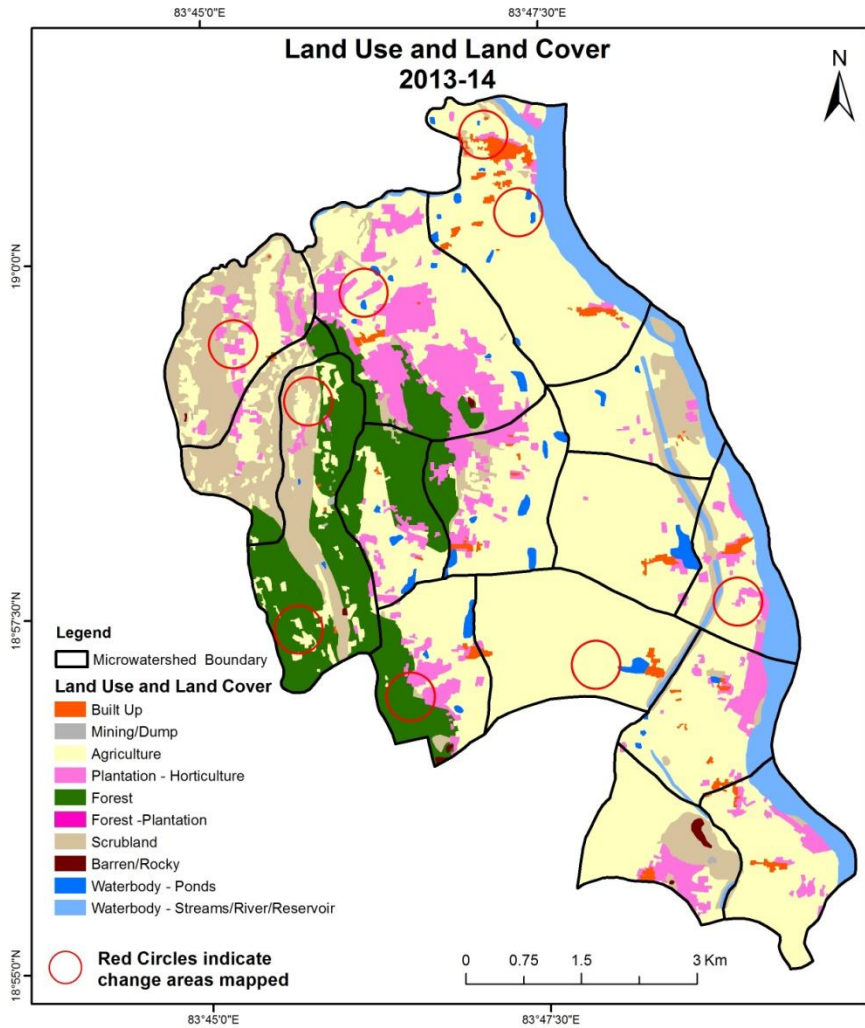 83°45'0"E
83°47'30"E
Land Use and Land Cover
2013-14
N
19°0'0"N
18°57'30"N
18°55'0"N
Legend
Microwatershed Boundary
Land Use and Land Cover
Built Up
Mining/Dump
Agriculture
Plantation - Horticulture
Forest
Forest -Plantation
Scrubland
Barren/Rocky
Waterbody - Ponds
Waterbody - Streams/River/Reservoir
Red Circles indicate
change areas mapped
0 0.75 1.5 3 Km
83°45'0"E
83°47'30"E